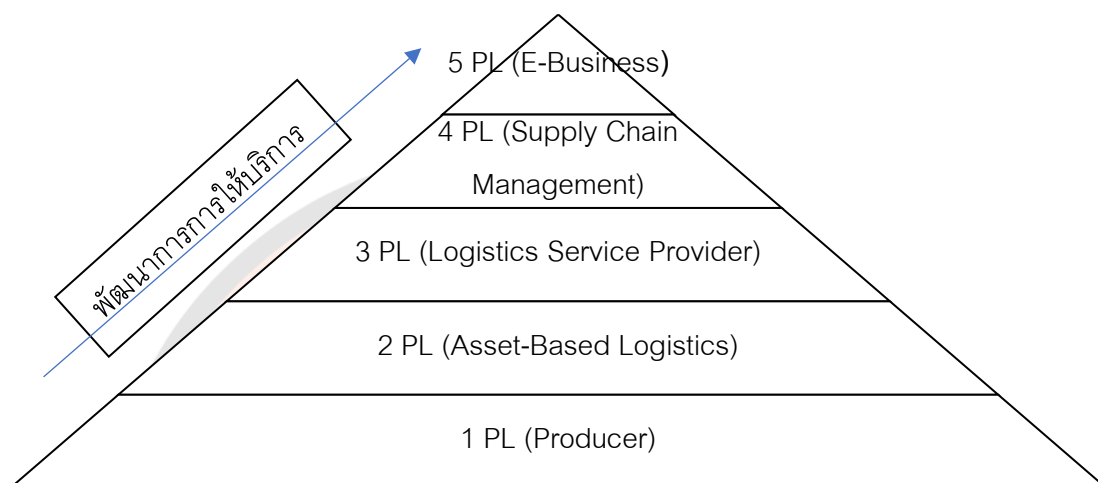 5 PL (E-Business)
4 PL (Supply Chain
Management)
3 PL (Logistics Service Provider)
2 PL (Asset-Based Logistics)
1 PL (Producer)
พัฒนาการการให้บริการ